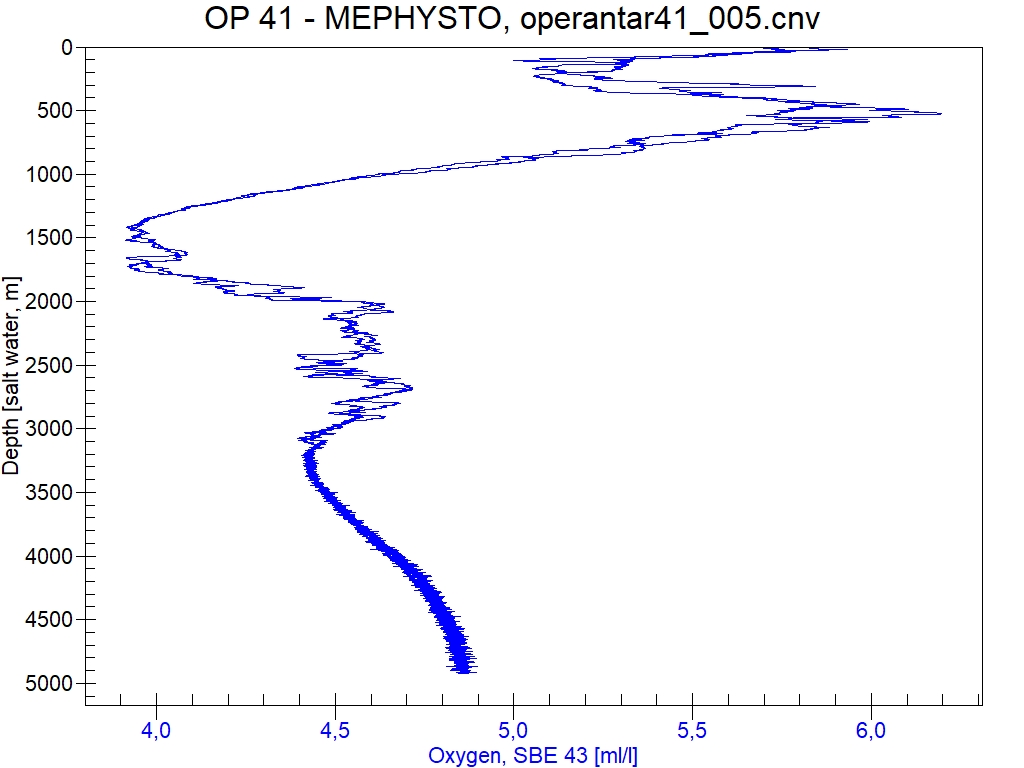 OP 41 - MEPHYSTO, operantar41_005.cnv
0
500
1000
1500
2000
2500
3000
3500
4000
4500
5000
Depth [salt water, m]
4,0 4,5 5,0 5,5 6,0
Oxygen, SBE 43 [ml/l]